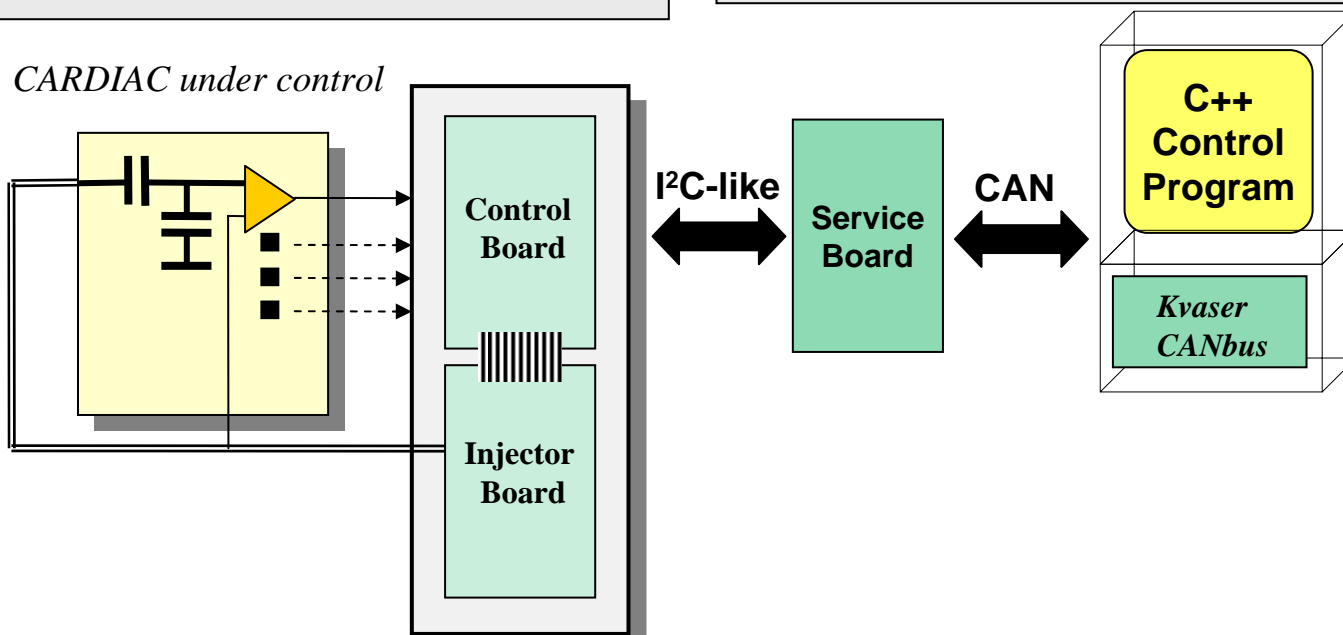 CARDIAC under control
Control
Board
Injector
Board
I²C-like
Service
Board
CAN
C++
Control
Program
Kvaser
CANbus